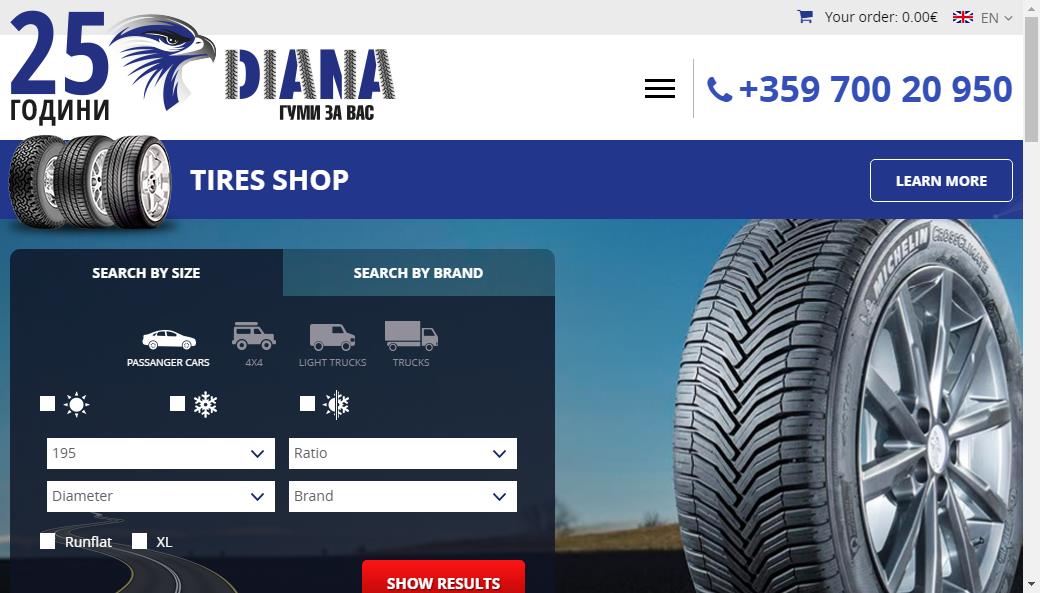 Your order: 0.00€
EN
25
ГОДИНИ
DIANA
ГУМИ ЗА ВАС
+359 700 20 950
TIRES SHOP
LEARN MORE
SEARCH BY SIZE
SEARCH BY BRAND
PASSANGER CARS
4X4
LIGHT TRUCKS
TRUCKS
195
Ratio
Diameter
Brand
Runflat
XL
SHOW RESULTS
MICHELIN
CROSSCLIMATE